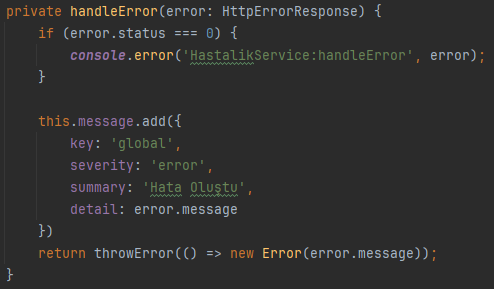 private handleError(error: HttpErrorResponse) {
if (error.status === 0) {
console.error('HastalikService:handleError', error);
}
this.message.add({
key: 'global',
severity: 'error',
summary: 'Hata Oluştu',
detail: error.message
})
return throwError(() => new Error(error.message));
}